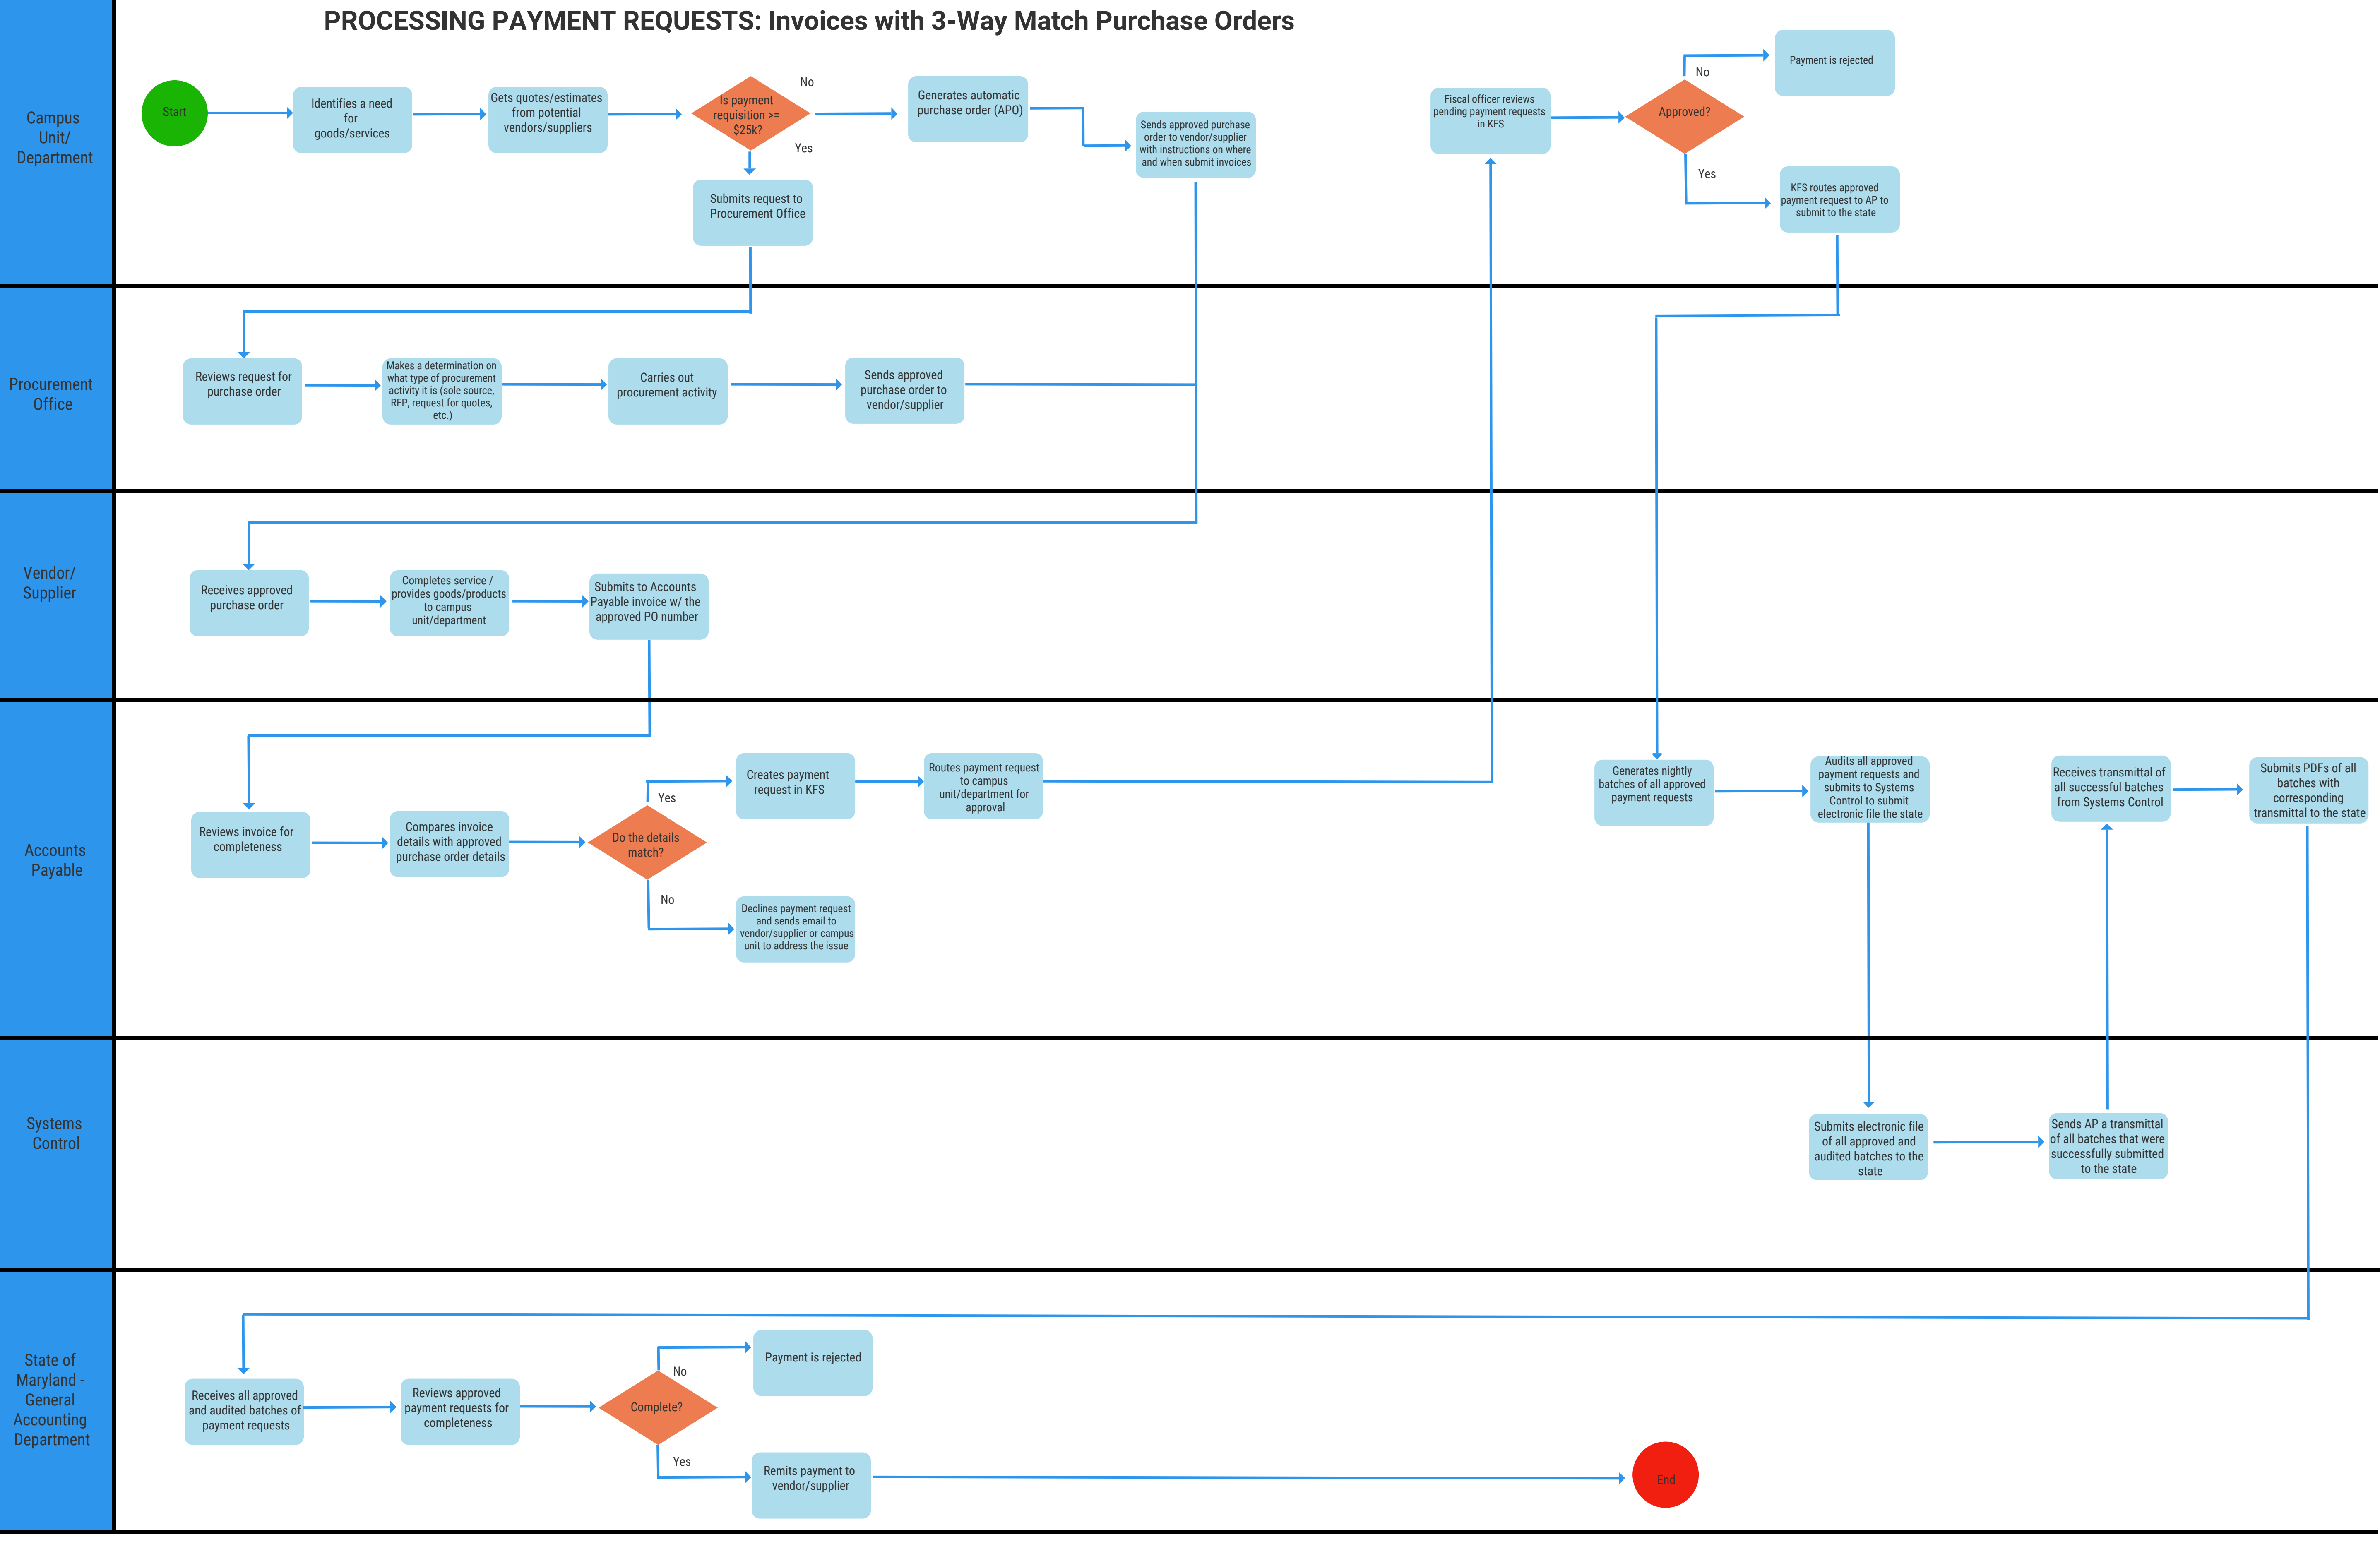 PROCESSING PAYMENT REQUESTS: Invoices with 3-Way Match Purchase Orders
Campus
Unit/
Department
Start
Identifies a need
for
goods/services
Gets quotes/estimates
from potential
vendors/suppliers
Is payment
requisition >=
$25k?
No
Yes
Generates automatic
purchase order (APO)
Sends approved purchase
order to vendor/supplier
with instructions on where
and when submit invoices
Submits request to
Procurement Office
Fiscal officer reviews
pending payment requests
in KFS
Approved?
No
Payment is rejected
Yes
KFS routes approved
payment request to AP to
submit to the state
Procurement
Office
Reviews request for
purchase order
Makes a determination on
what type of procurement
activity it is (sole source,
RFP, request for quotes,
etc.)
Carries out
procurement activity
Sends approved
purchase order to
vendor/supplier
Vendor/
Supplier
Receives approved
purchase order
Completes service /
provides goods/products
to campus
unit/department
Submits to Accounts
Payable invoice w/ the
approved PO number
Accounts
Payable
Reviews invoice for
completeness
Compares invoice
details with approved
purchase order details
Do the details
match?
Yes
Creates payment
request in KFS
Routes payment request
to campus
unit/department for
approval
No
Declines payment request
and sends email to
vendor/supplier or campus
unit to address the issue
Generates nightly
batches of all approved
payment requests
Audits all approved
payment requests and
submits to Systems
Control to submit
electronic file the state
Receives transmittal of
all successful batches
from Systems Control
Submits PDFs of all
batches with
corresponding
transmittal to the state
Systems
Control
Submits electronic file
of all approved and
audited batches to the
state
Sends AP a transmittal
of all batches that were
successfully submitted
to the state
State of
Maryland -
General
Accounting
Department
Receives all approved
and audited batches of
payment requests
Reviews approved
payment requests for
completeness
Complete?
No
Payment is rejected
Yes
Remits payment to
vendor/supplier
End